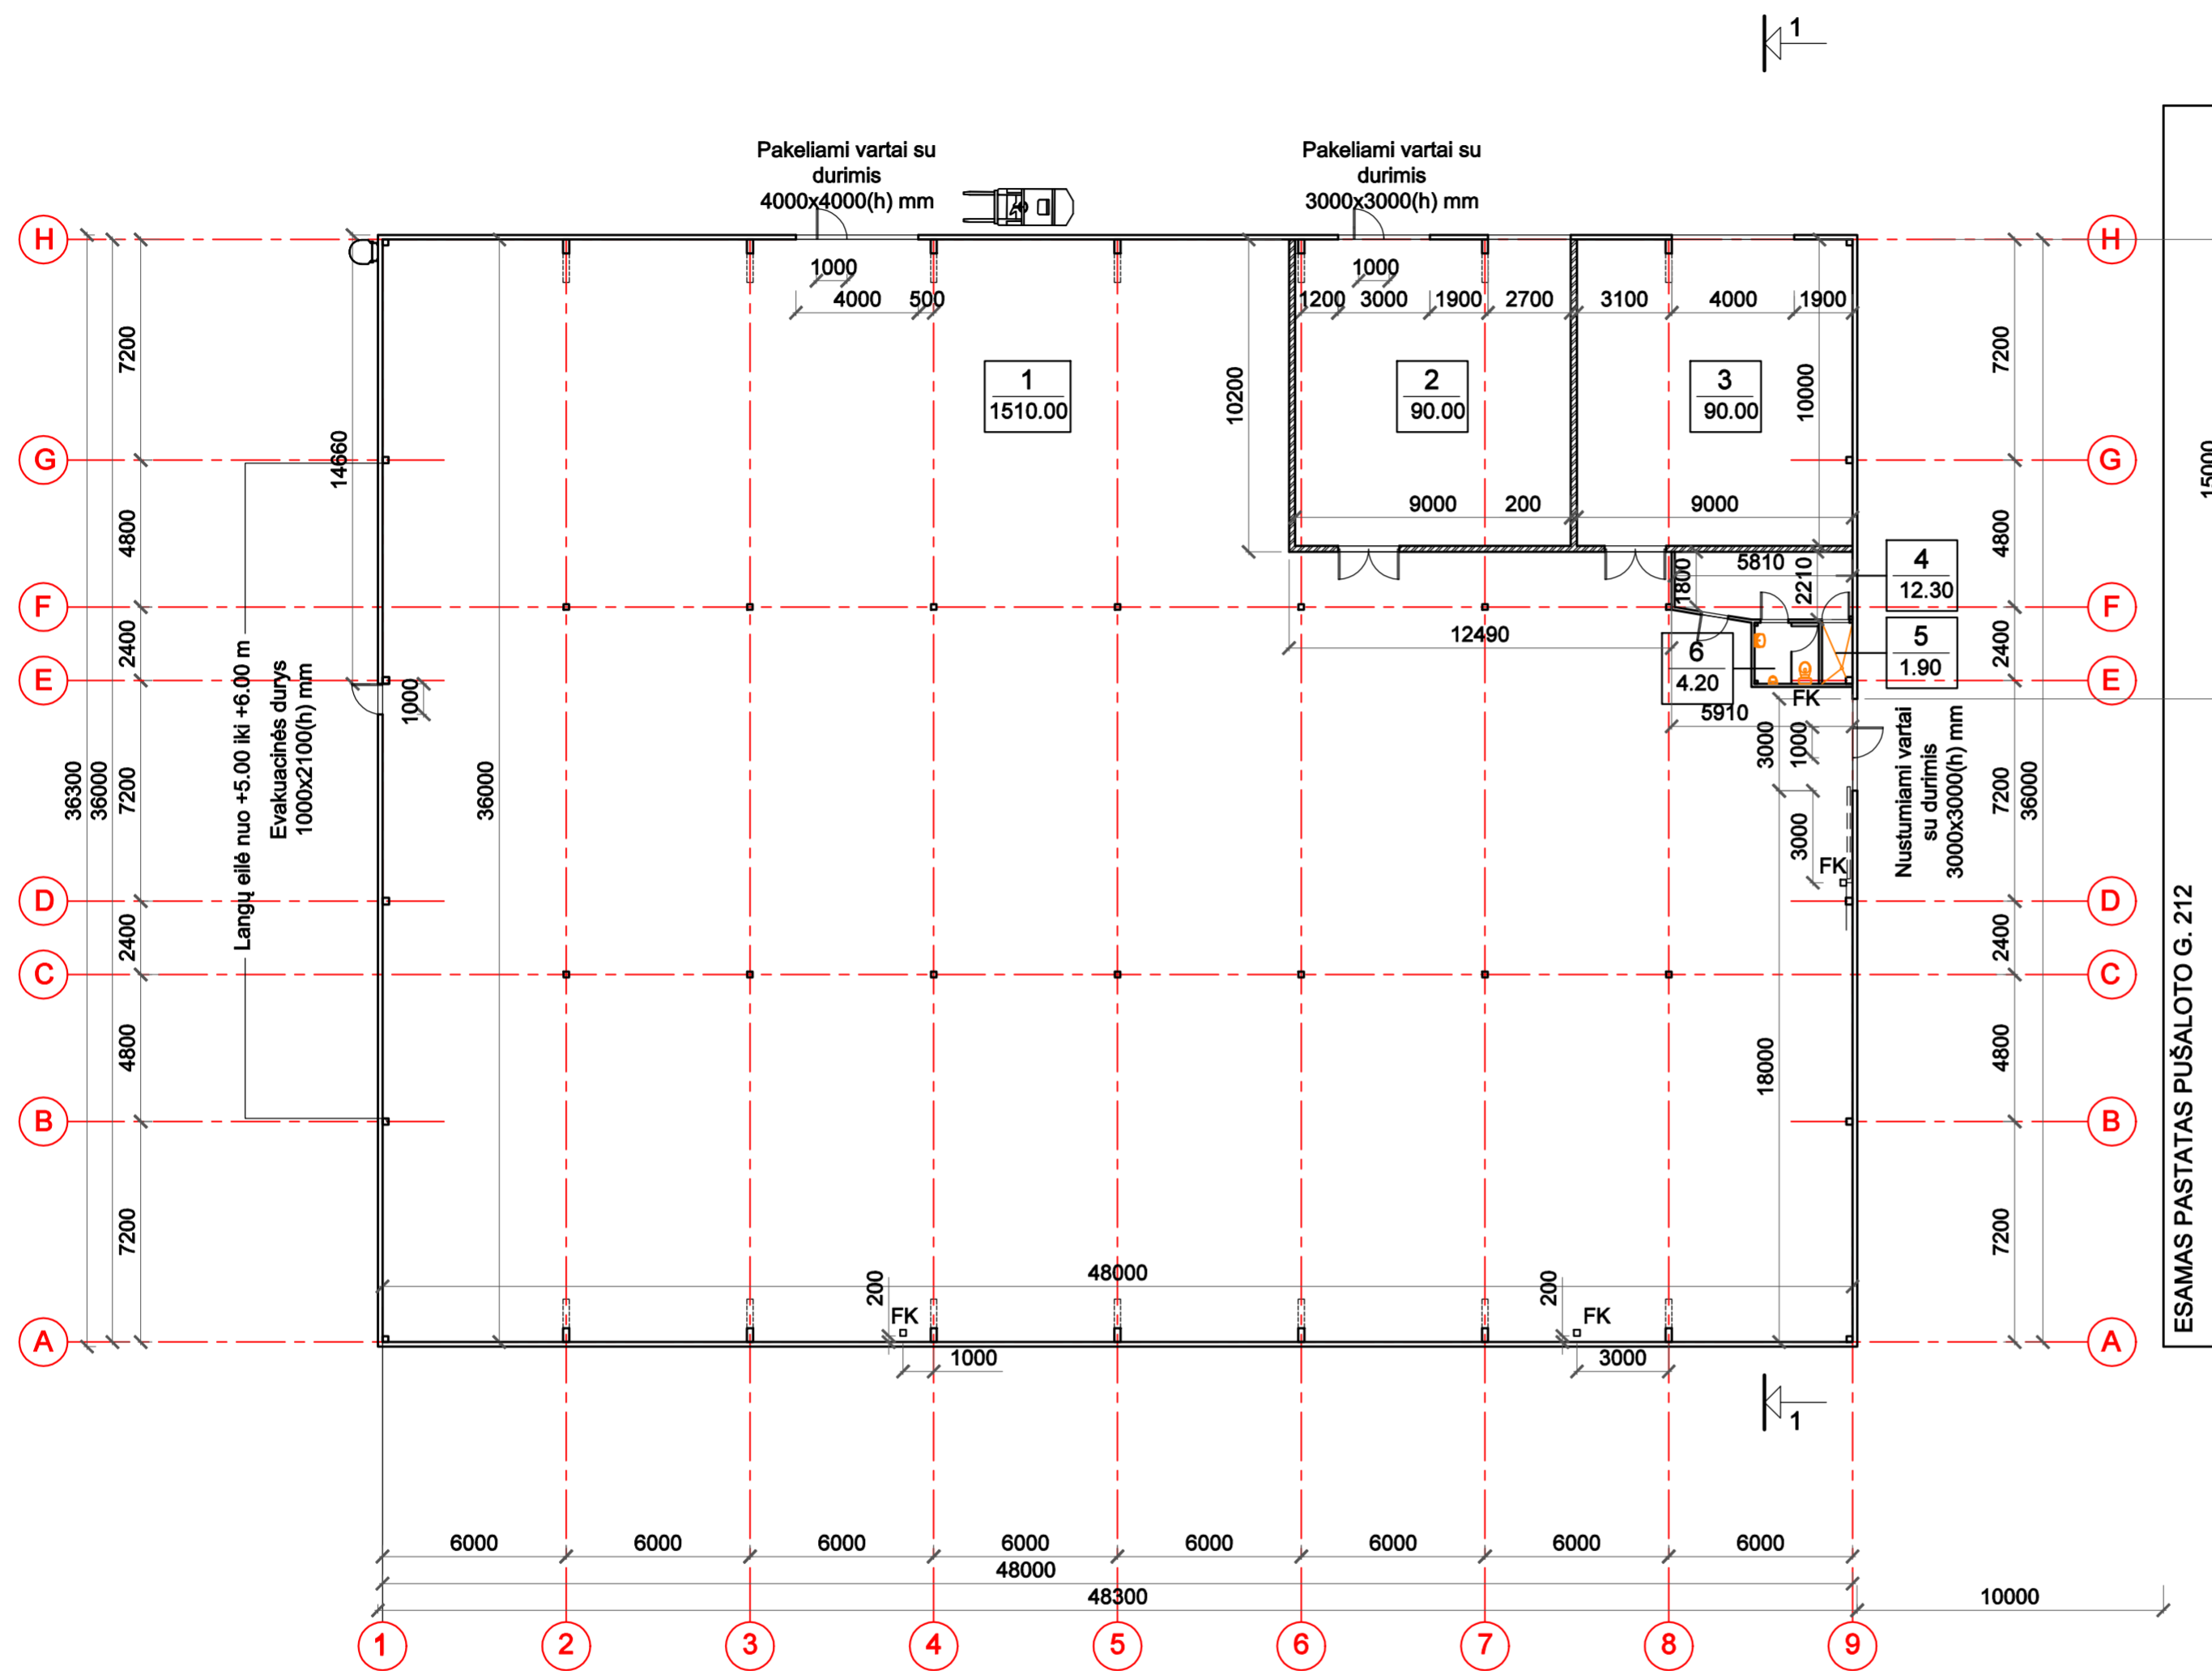 1
Pakeliami vartai su
durimis
4000x4000(h) mm
Pakeliami vartai su
durimis
3000x3000(h) mm
H
H
1000
4000
500
1000
1200
3000
1900
2700
3100
4000
1900
7200
7200
1
1510.00
2
90.00
3
90.00
10200
10000
14660
15000
G
G
9000
200
9000
4800
4800
1800
5810
2210
4
12.30
F
F
12490
5
1.90
6
4.20
2400
2400
E
E
1000
FK
5910
3000
1000
Langų eilė nuo +5.00 iki +6.00 m
Evakuacinės durys
1000x2100(h) mm
Nustumiami vartai
su durimis
3000x3000(h) mm
36300
36000
7200
36000
7200
36000
3000
FK
D
D
2400
2400
C
C
4800
18000
4800
B
B
ESAMAS PASTATAS PUŠALOTO G. 212
7200
7200
48000
200
FK
200
FK
A
A
1000
3000
1
6000
6000
6000
6000
6000
6000
6000
6000
48000
48300
10000
1
2
3
4
5
6
7
8
9